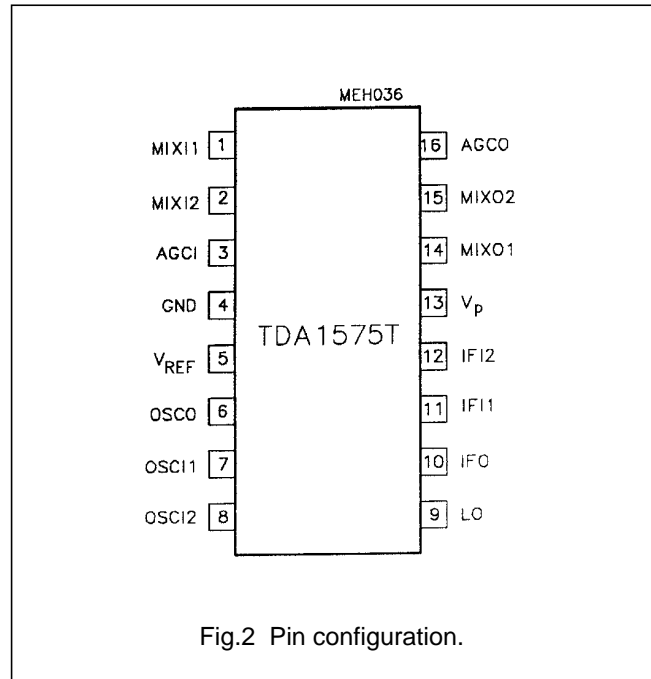 MEH036
MIXI1 1 16 AGCO
MIXI2 2 15 MIXO2
AGCI 3 14 MIXO1
GND 4 13 Vp
VREF 5 12 IFI2
OSCO 6 11 IFI1
OSCI1 7 10 IFO
OSCI2 8 9 LO
TDA1575T
Fig.2 Pin configuration.